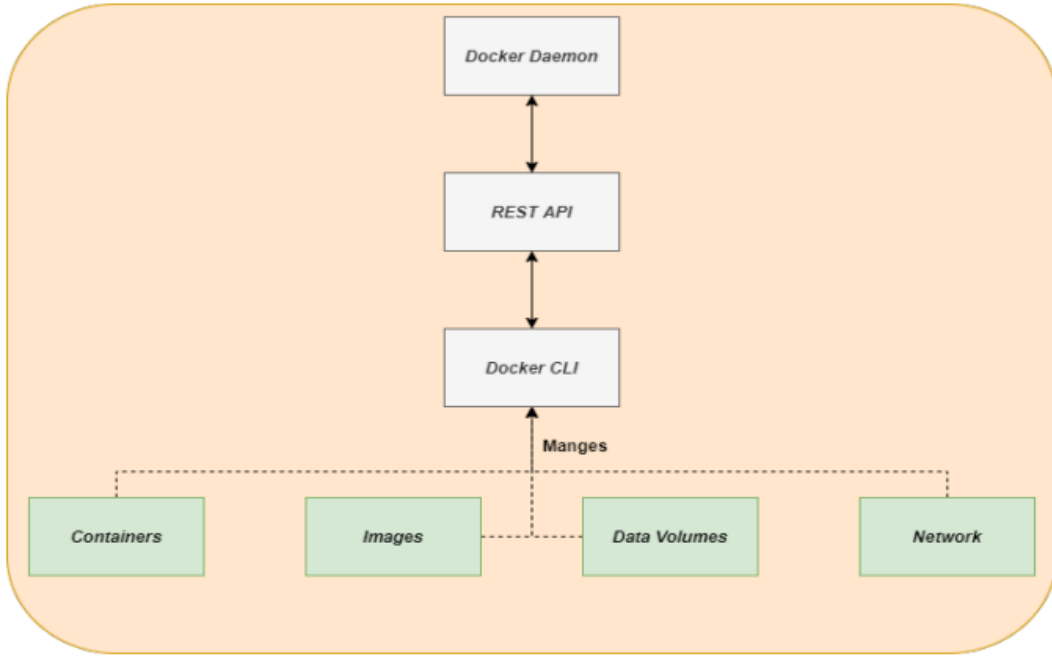 Docker Daemon
REST API
Docker CLI
Manges
Containers
Images
Data Volumes
Network